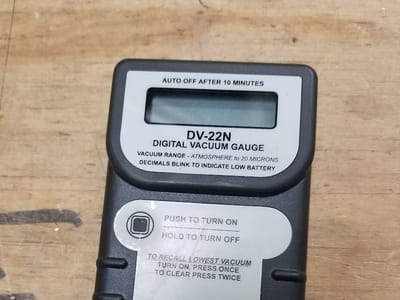 AUTO OFF AFTER 10 MINUTES
DV-22N
DIGITAL VACUUM GAUGE
VACUUM RANGE - ATMOSPHERE to 20 MICRONS
DECIMALS BLINK TO INDICATE LOW BATTERY
PUSH TO TURN ON
HOLD TO TURN OFF
TO RECALL LOWEST VACUUM
TURN ON, PRESS ONCE
TO CLEAR PRESS TWICE